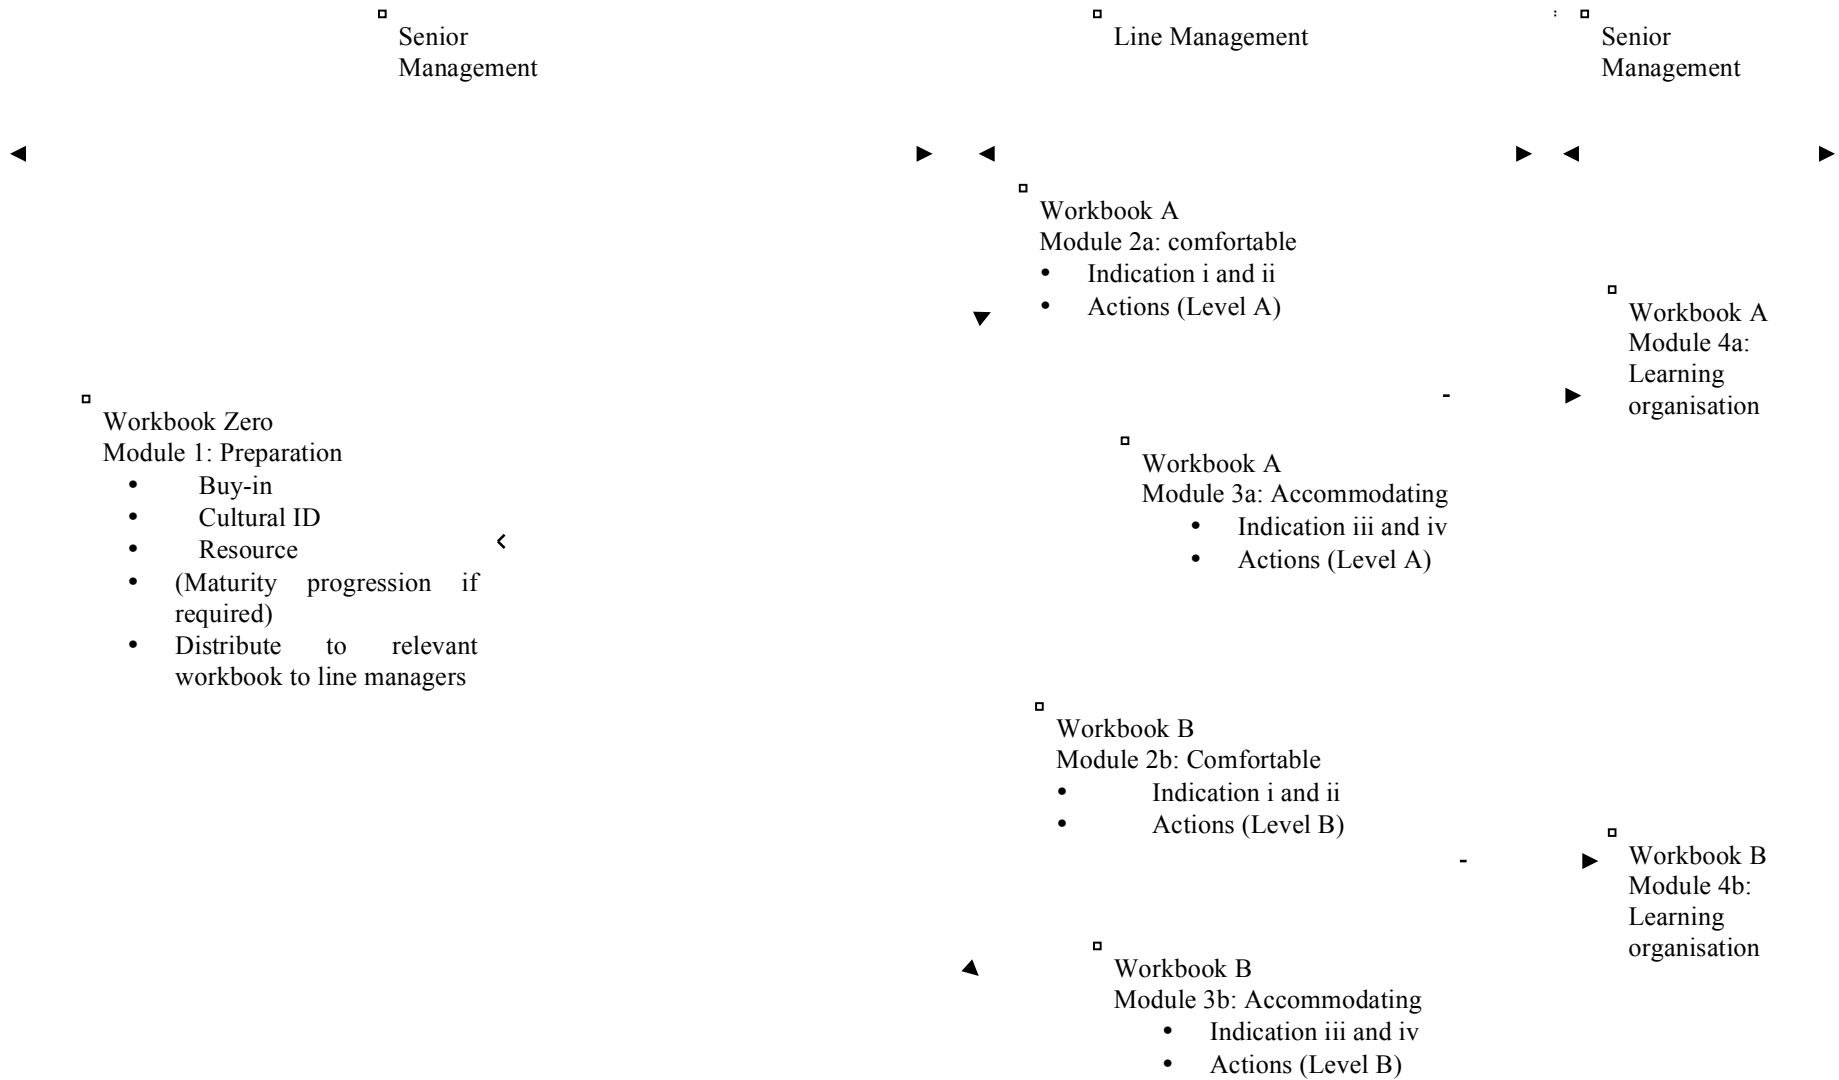 Senior
Management
Line Management
Senior
Management
Workbook A
Module 2a: comfortable
• Indication i and ii
• Actions (Level A)
Workbook A
Module 4a:
Learning
organisation
Workbook Zero
Module 1: Preparation
• Buy-in
• Cultural ID
• Resource
• (Maturity progression if
required)
• Distribute to relevant
workbook to line managers
Workbook A
Module 3a: Accommodating
• Indication iii and iv
• Actions (Level A)
Workbook B
Module 2b: Comfortable
• Indication i and ii
• Actions (Level B)
Workbook B
Module 4b:
Learning
organisation
Workbook B
Module 3b: Accommodating
• Indication iii and iv
• Actions (Level B)